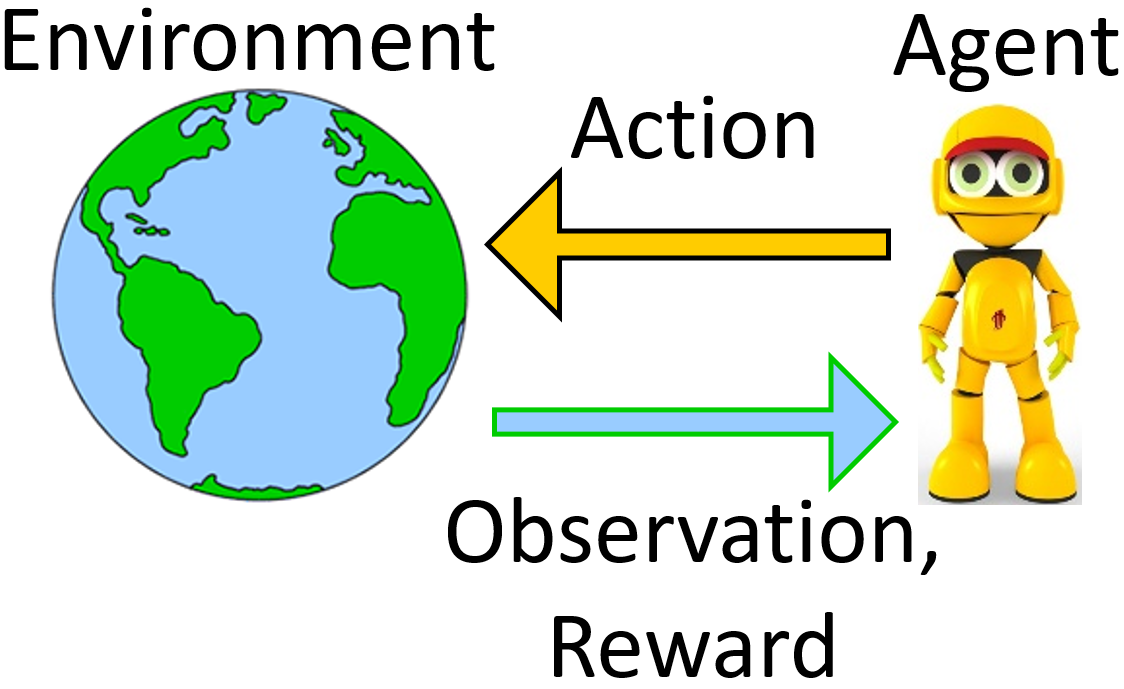 Environment
Agent
Action
Observation,
Reward